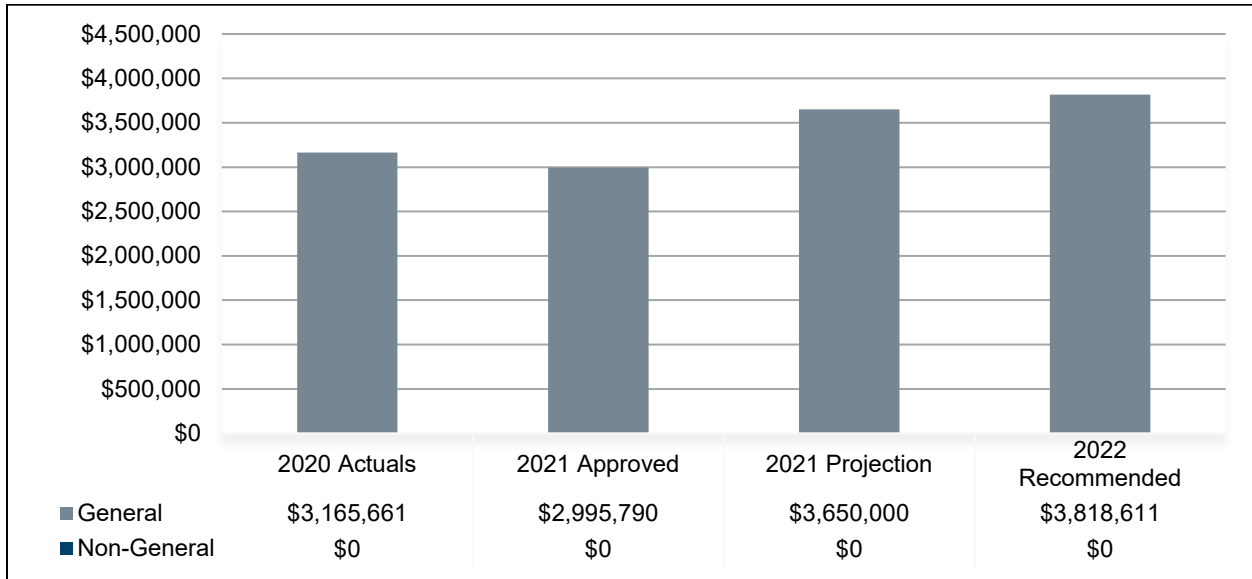 $4,500,000
$4,000,000
$3,500,000
$3,000,000
$2,500,000
$2,000,000
$1,500,000
$1,000,000
$500,000
$0
2020 Actuals 2021 Approved 2021 Projection 2022
Recommended
General $3,165,661 $2,995,790 $3,650,000 $3,818,611
Non-General $0 $0 $0 $0